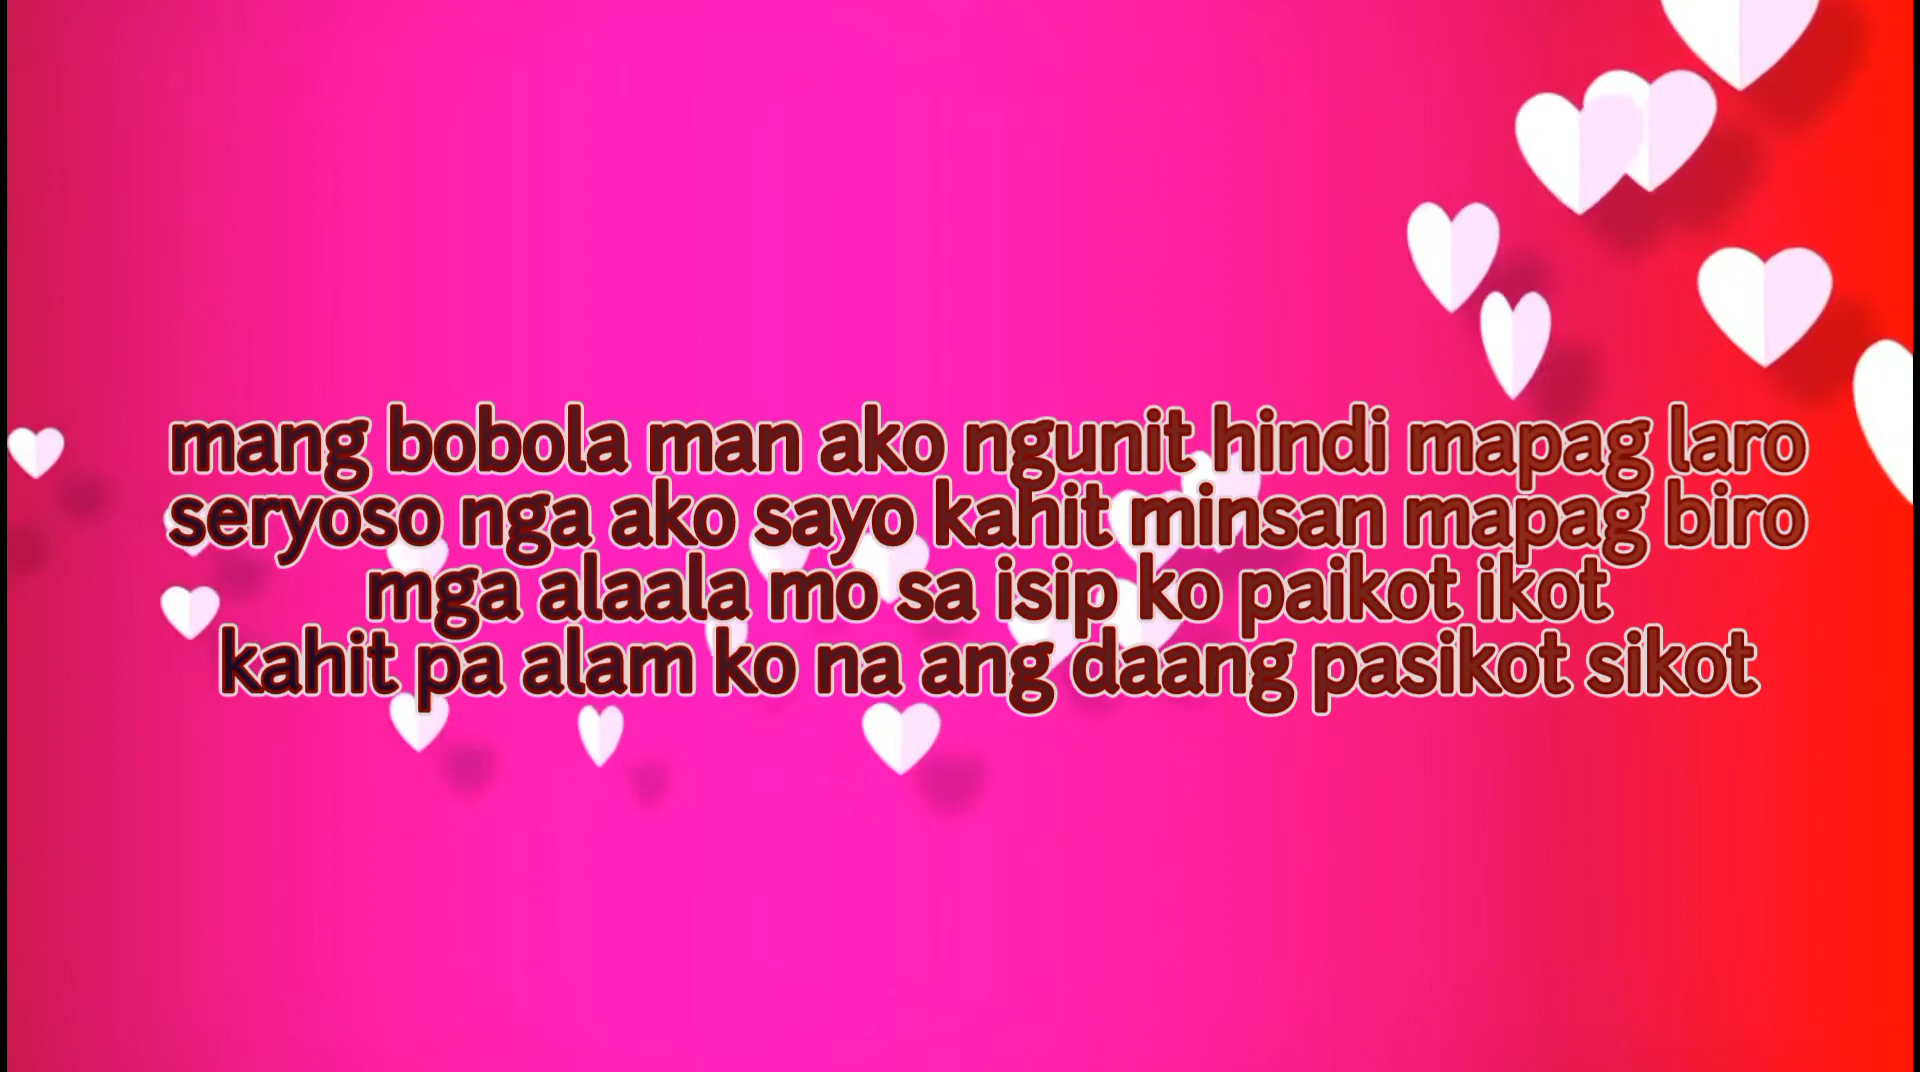 mang bobola man ako ngunit hindi mapag laro
seryoso nga ako sayo kahit minsan mapag biro
mga alaala mo sa isip ko paikot ikot
kahit pa alam ko na ang daang pasikot sikot